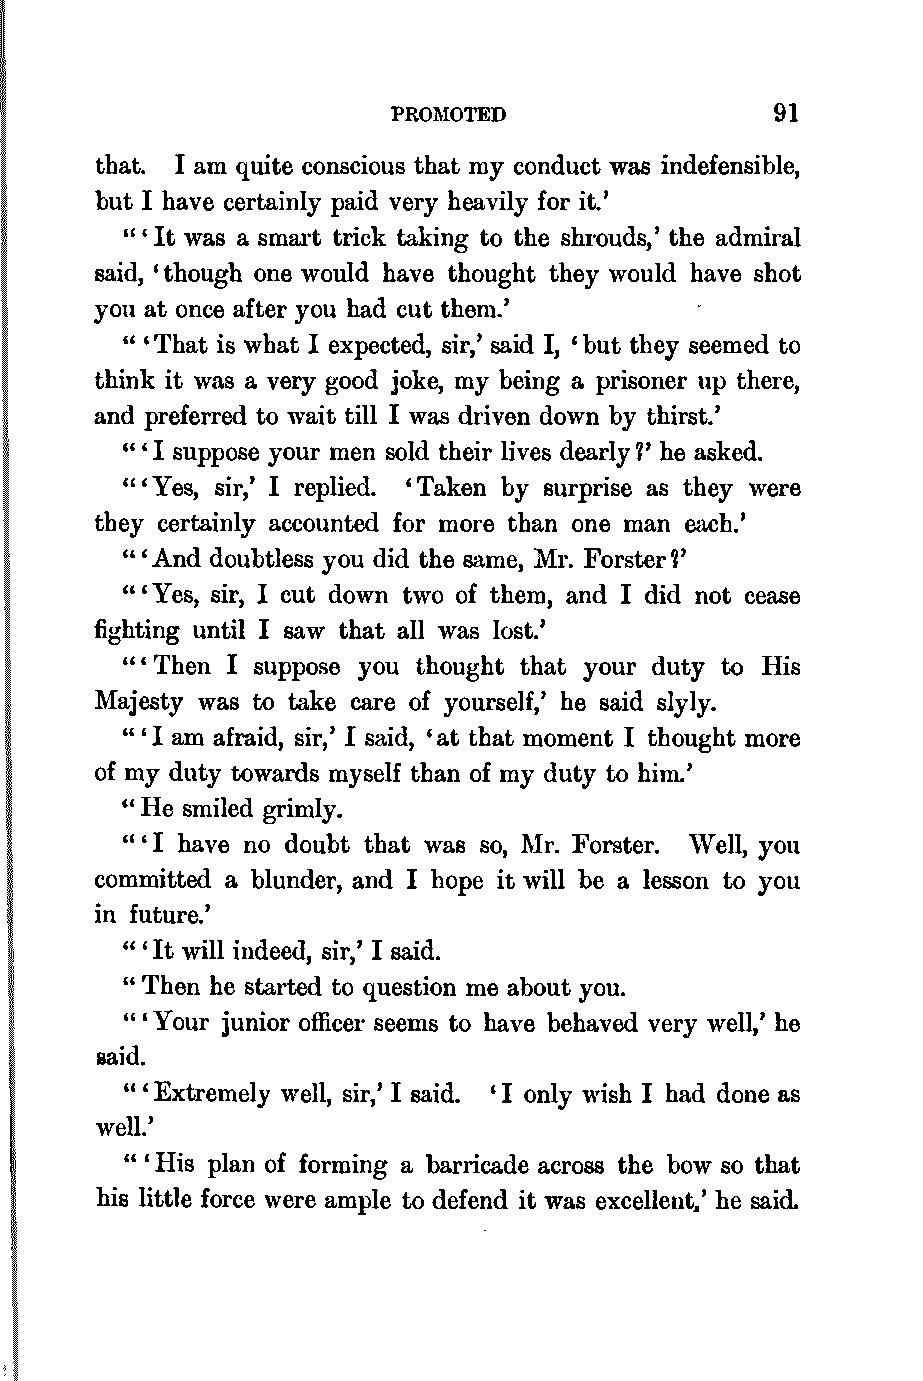 PROMOTED 91
that. I am quite conscious that my conduct was indefensible,
but I have certainly paid very heavily for it.’
“‘It was a smart trick taking to the shrouds,’ the admiral
said, ‘though one would have thought they would have shot
you at once after you had cut them.’
“‘That is what I expected, sir,’ said I, ‘but they seemed to
think it was a very good joke, my being a prisoner up there,
and preferred to wait till I was driven down by thirst.’
“‘I suppose your men sold their lives dearly?’ he asked.
“‘Yes, sir,’ I replied. ‘Taken by surprise as they were
they certainly accounted for more than one man each.’
“‘And doubtless you did the same, Mr. Forster?’
“‘Yes, sir, I cut down two of them, and I did not cease
fighting until I saw that all was lost.’
“‘Then I suppose you thought that your duty to His
Majesty was to take care of yourself,’ he said slyly.
“‘I am afraid, sir,’ I said, ‘at that moment I thought more
of my duty towards myself than of my duty to him.’
“He smiled grimly.
“‘I have no doubt that was so, Mr. Forster. Well, you
committed a blunder, and I hope it will be a lesson to you
in future.’
“‘It will indeed, sir,’ I said.
“Then he started to question me about you.
“‘Your junior officer seems to have behaved very well,’ he
said.
“‘Extremely well, sir,’ I said. ‘I only wish I had done as
well.’
“‘His plan of forming a barricade across the bow so that
his little force were ample to defend it was excellent,’ he said.